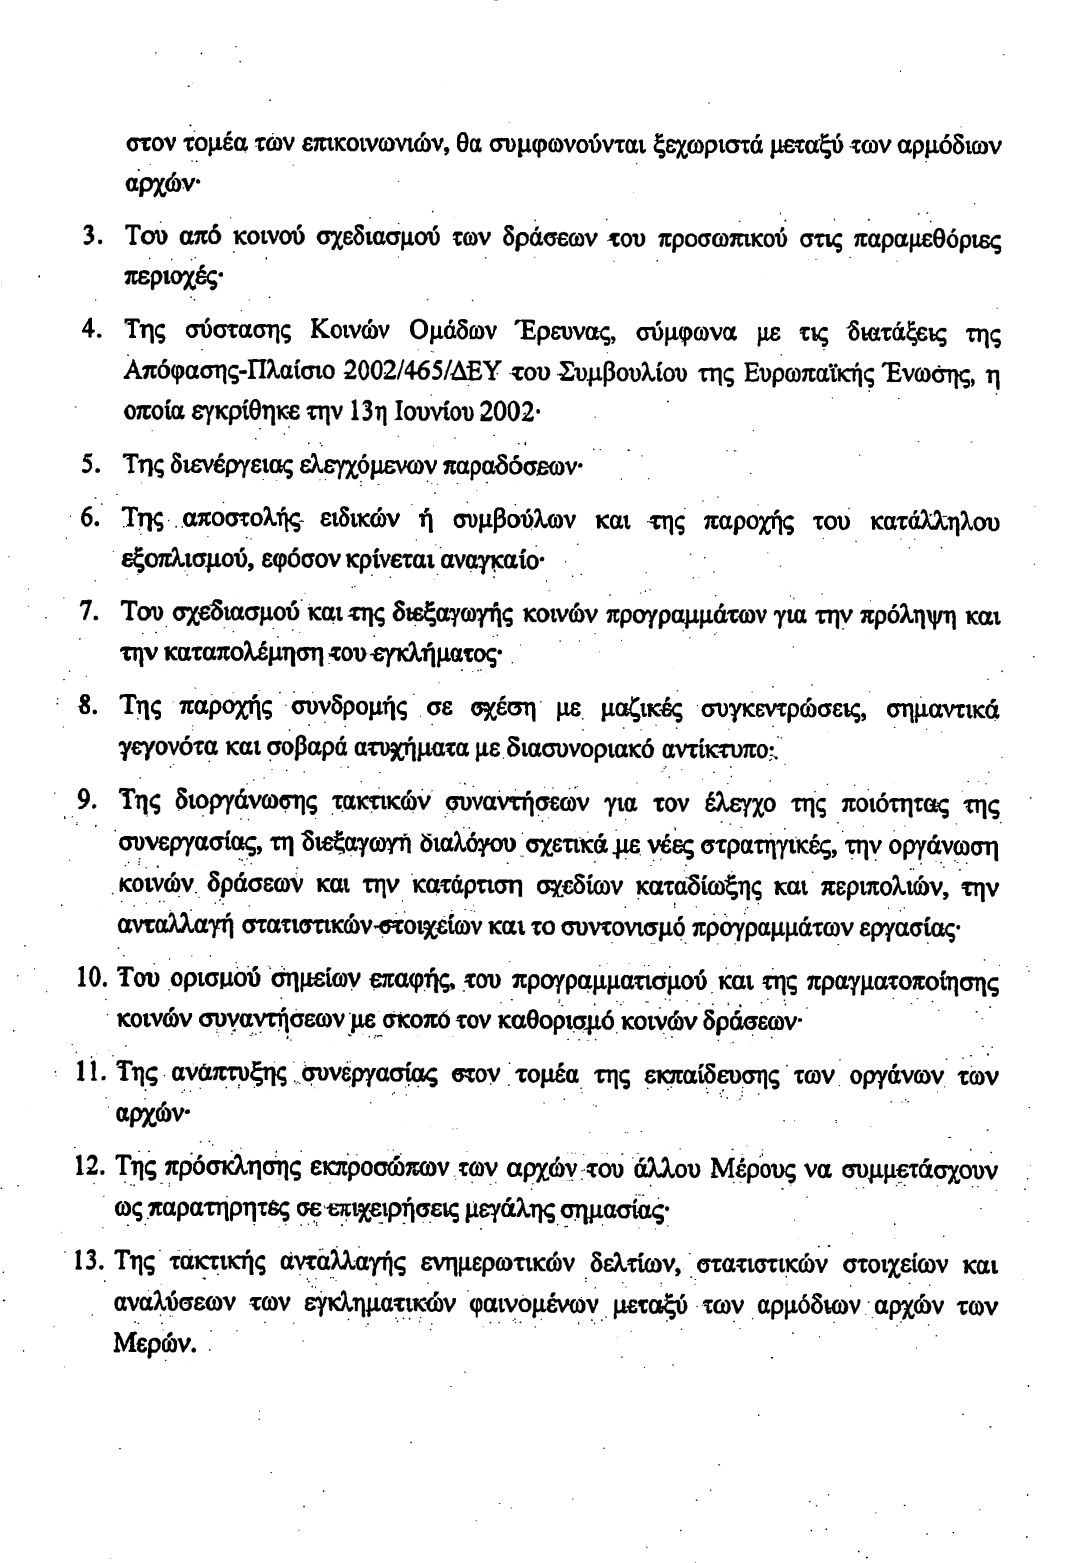 στον τομέα των επικοινωνιών, θα συμφωνούνται ξεχωριστά μεταξύ των αρμόδιων
αρχών·
3. Του από κοινού σχεδιασμού των δράσεων του προσωπικού στις παραμεθόριες
περιοχές·
4. Της σύστασης Κοινών Ομάδων Έρευνας, σύμφωνα με τις διατάξεις της
Απόφασης-Πλαίσιο 2002/465/ΔΕΥ του Συμβουλίου της Ευρωπαϊκής Ένωσης, η
οποία εγκρίθηκε την 13η Ιουνίου 2002·
5. Της διενέργειας ελεγχόμενων παραδόσεων·
6. Της αποστολής ειδικών ή συμβούλων και της παροχής του κατάλληλου
εξοπλισμού, εφόσον κρίνεται αναγκαίο·
7. Του σχεδιασμού και της διεξαγωγής κοινών προγραμμάτων για την πρόληψη και
την καταπολέμηση του εγκλήματος·
8. Της παροχής συνδρομής σε σχέση με μαζικές συγκεντρώσεις, σημαντικά
γεγονότα και σοβαρά ατυχήματα με διασυνοριακό αντίκτυπο·
9. Της διοργάνωσης τακτικών συναντήσεων για τον έλεγχο της ποιότητας της
συνεργασίας, τη διεξαγωγή διαλόγου σχετικά με νέες στρατηγικές, την οργάνωση
κοινών δράσεων και την κατάρτιση σχεδίων καταδίωξης και περιπολιών, την
ανταλλαγή στατιστικών στοιχείων και το συντονισμό προγραμμάτων εργασίας·
10. Του ορισμού σημείων επαφής, του προγραμματισμού και της πραγματοποίησης
κοινών συναντήσεων με σκοπό τον καθορισμό κοινών δράσεων·
11. Της ανάπτυξης συνεργασίας στον τομέα της εκπαίδευσης των οργάνων των
αρχών·
12. Της πρόσκλησης εκπροσώπων των αρχών του άλλου Μέρους να συμμετάσχουν
ως παρατηρητές σε επιχειρήσεις μεγάλης σημασίας·
13. Της τακτικής ανταλλαγής ενημερωτικών δελτίων, στατιστικών στοιχείων και
αναλύσεων των εγκληματικών φαινομένων μεταξύ των αρμόδιων αρχών των
Μερών.